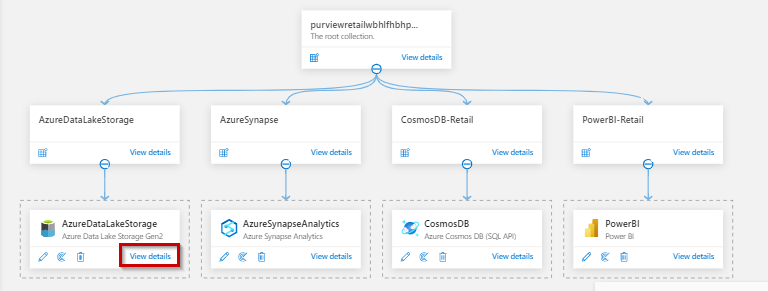 purviewretailwbhlfhbhp...
The root collection.
View details
AzureDataLakeStorage
View details
AzureSynapse
View details
CosmosDB-Retail
View details
PowerBI-Retail
View details
AzureDataLakeStorage
Azure Data Lake Storage Gen2
View details
AzureSynapseAnalytics
Azure Synapse Analytics
View details
CosmosDB
Azure Cosmos DB (SQL API)
View details
PowerBI
Power BI
View details